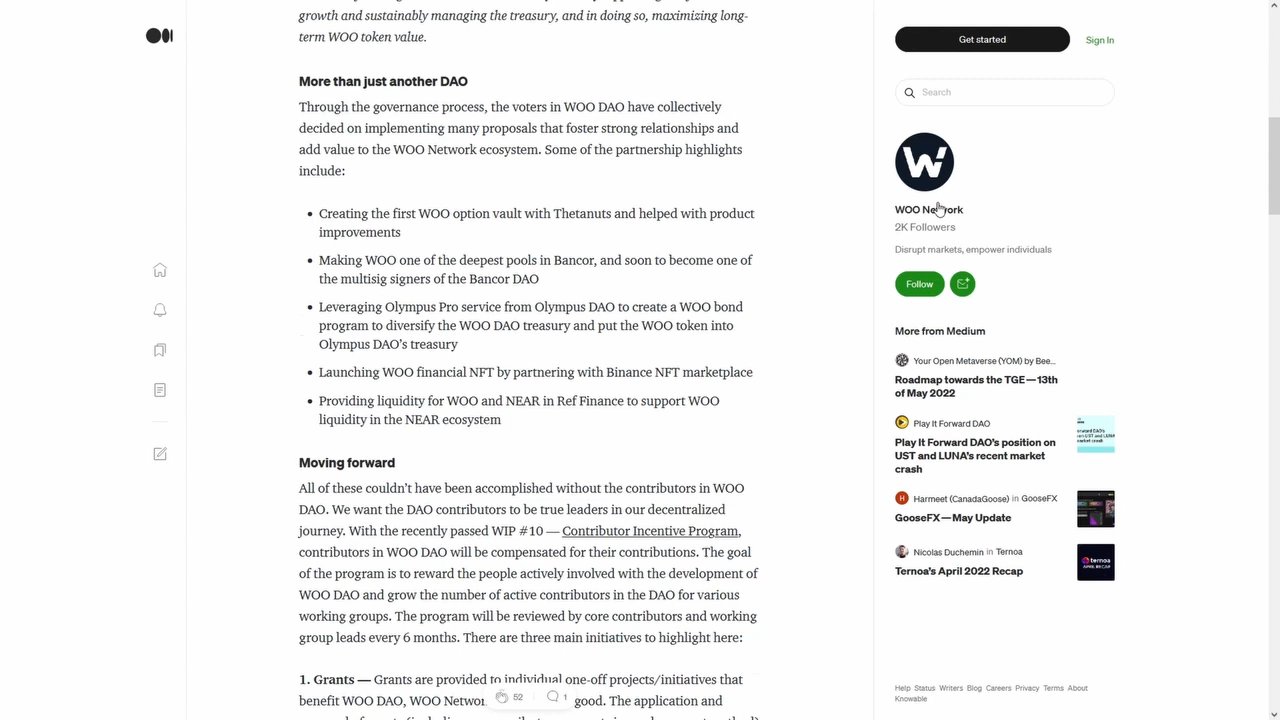 growth and sustainably managing the treasury, and in doing so, maximizing long-
term WOO token value.
More than just another DAO
Through the governance process, the voters in WOO DAO have collectively
decided on implementing many proposals that foster strong relationships and
add value to the WOO Network ecosystem. Some of the partnership highlights
include:
• Creating the first WOO option vault with Thetanuts and helped with product
improvements
• Making WOO one of the deepest pools in Bancor, and soon to become one of
the multisig signers of the Bancor DAO
• Leveraging Olympus Pro service from Olympus DAO to create a WOO bond
program to diversify the WOO DAO treasury and put the WOO token into
Olympus DAO’s treasury
• Launching WOO financial NFT by partnering with Binance NFT marketplace
• Providing liquidity for WOO and NEAR in Ref Finance to support WOO
liquidity in the NEAR ecosystem
Moving forward
All of these couldn’t have been accomplished without the contributors in WOO
DAO. We want the DAO contributors to be true leaders in our decentralized
journey. With the recently passed WIP #10 — Contributor Incentive Program,
contributors in WOO DAO will be compensated for their contributions. The goal
of the program is to reward the people actively involved with the development of
WOO DAO and grow the number of active contributors in the DAO for various
working groups. The program will be reviewed by core contributors and working
group leads every 6 months. There are three main initiatives to highlight here:
1. Grants — Grants are provided to individual one-off projects/initiatives that
benefit WOO DAO, WOO Networ good. The application and
52 1
Get started Sign In
Search
W
WOO Network
2K Followers
Disrupt markets, empower individuals
Follow
More from Medium
Your Open Metaverse (YOM) by Bee...
Roadmap towards the TGE — 13th
of May 2022
Play It Forward DAO
Play It Forward DAO’s position on
UST and LUNA’s recent market
crash
H Harmeet (CanadaGoose) in GooseFX
GooseFX — May Update
Nicolas Duchemin in Ternoa
Ternoa’s April 2022 Recap
ternoa
APRIL RECAP
Help Status Writers Blog Careers Privacy Terms About
Knowable